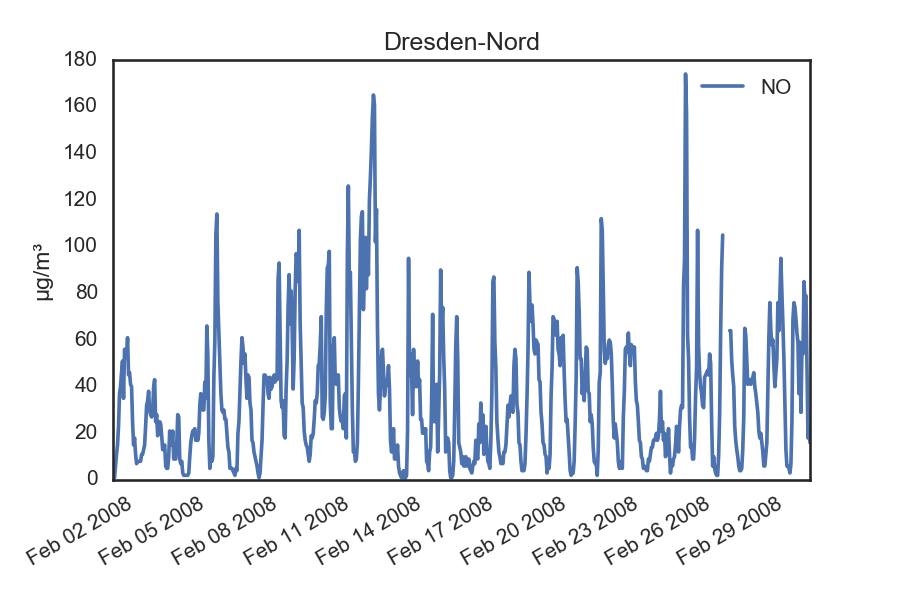 Dresden-Nord
180
160
140
120
100
80
60
40
20
0
µg/m³
NO
Feb 02 2008
Feb 05 2008
Feb 08 2008
Feb 11 2008
Feb 14 2008
Feb 17 2008
Feb 20 2008
Feb 23 2008
Feb 26 2008
Feb 29 2008